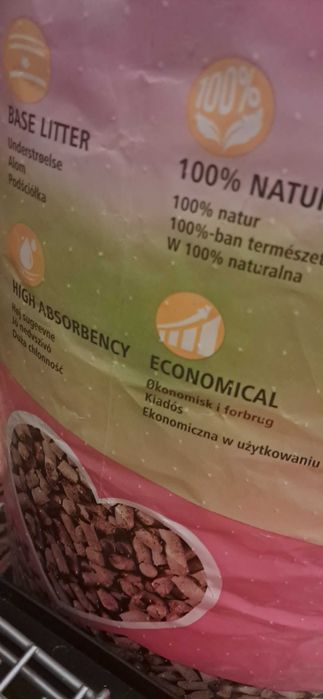 BASE LITTER
Understrøelse
Alom
Podściółka
100%
100% NATUR
100% natur
100%-ban természet
W 100% naturalna
HIGH ABSORBENCY
Høj sugeevne
Jó nedvszívó
Duża chłonność
ECONOMICAL
Økonomisk i forbrug
Kiadós
Ekonomiczna w użytkowaniu